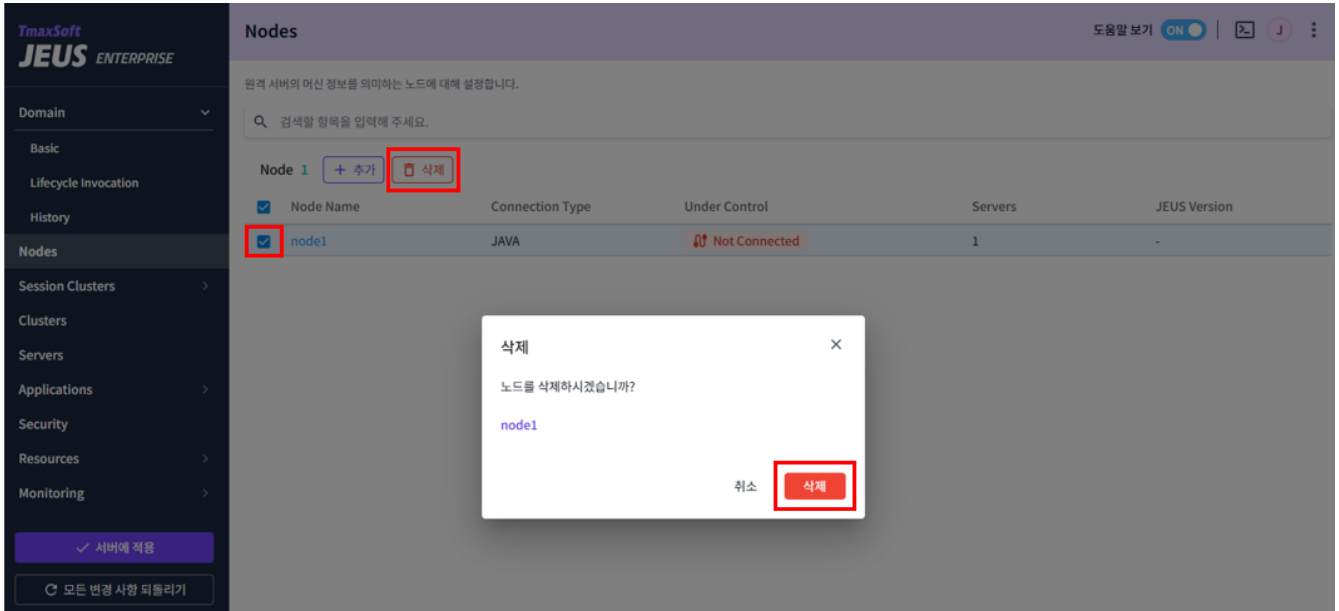 TmaxSoft
JEUS ENTERPRISE
Domain
Basic
Lifecycle Invocation
History
Nodes
Session Clusters
Clusters
Servers
Applications
Security
Resources
Monitoring
서버에 적용
모든 변경 사항 되돌리기
Nodes
도움말 보기 ON J
원격 서버의 머신 정보를 의미하는 노드에 대해 설정합니다.
검색할 항목을 입력해 주세요.
Node 1 + 추가 삭제
Node Name Connection Type Under Control Servers JEUS Version
node1 JAVA Not Connected 1 -
삭제
노드를 삭제하시겠습니까?
node1
취소 삭제